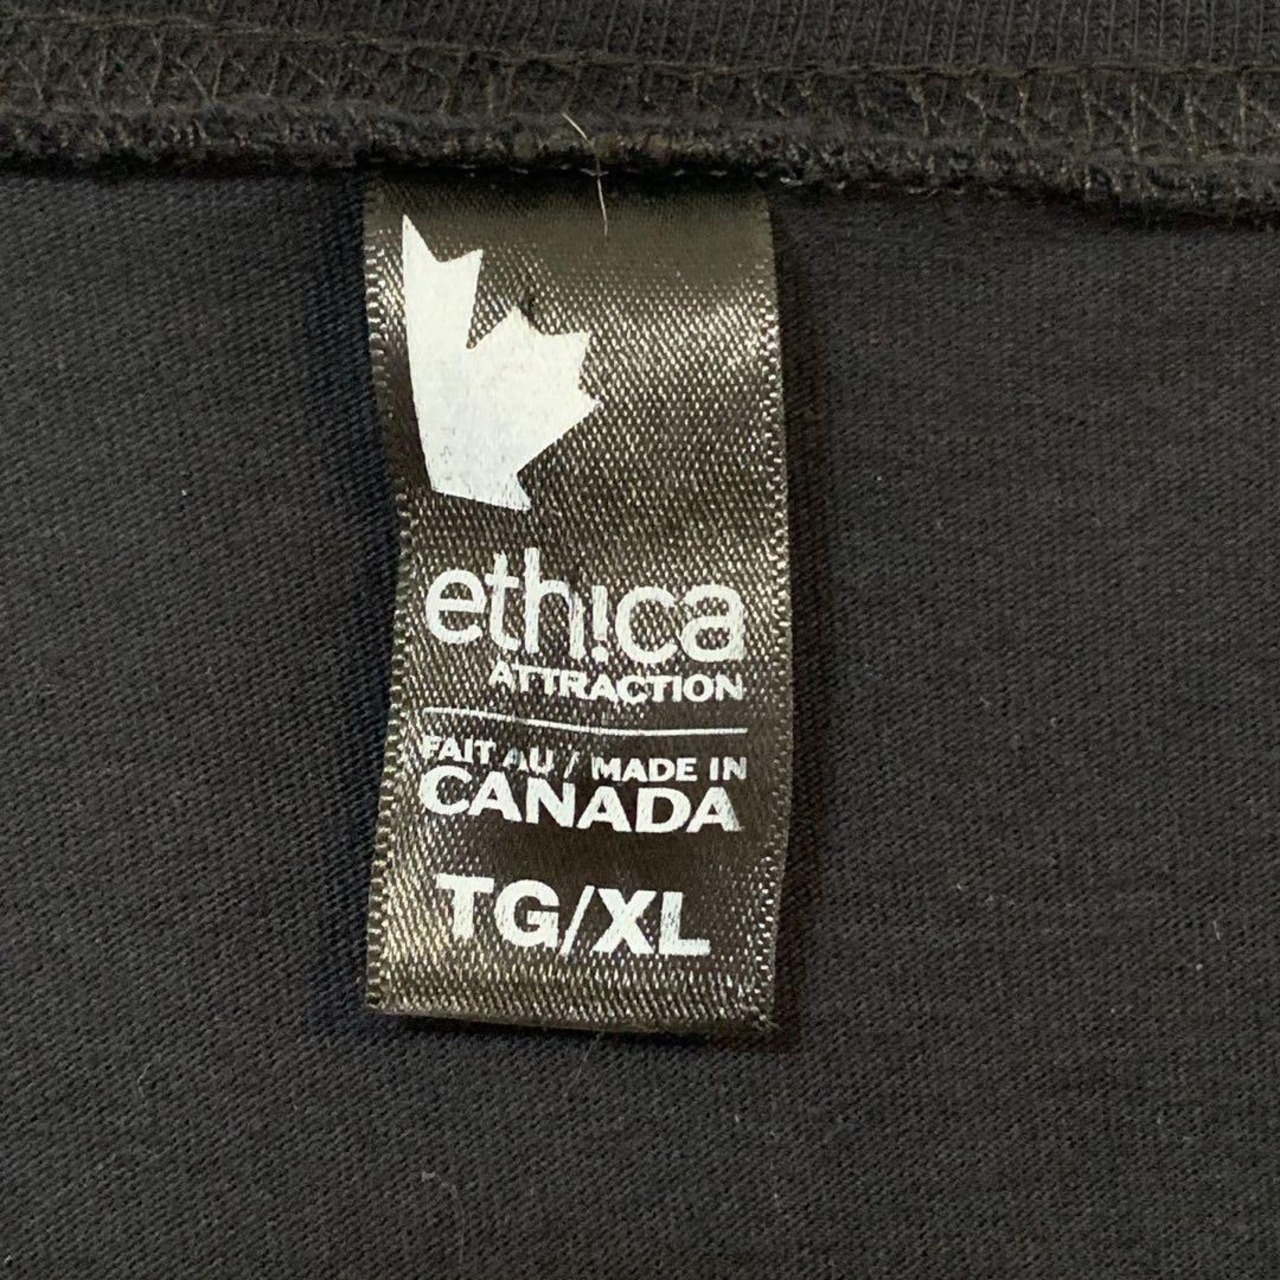 eth!ca
ATTRACTION
FAIT AU / MADE IN
CANADA
TG/XL